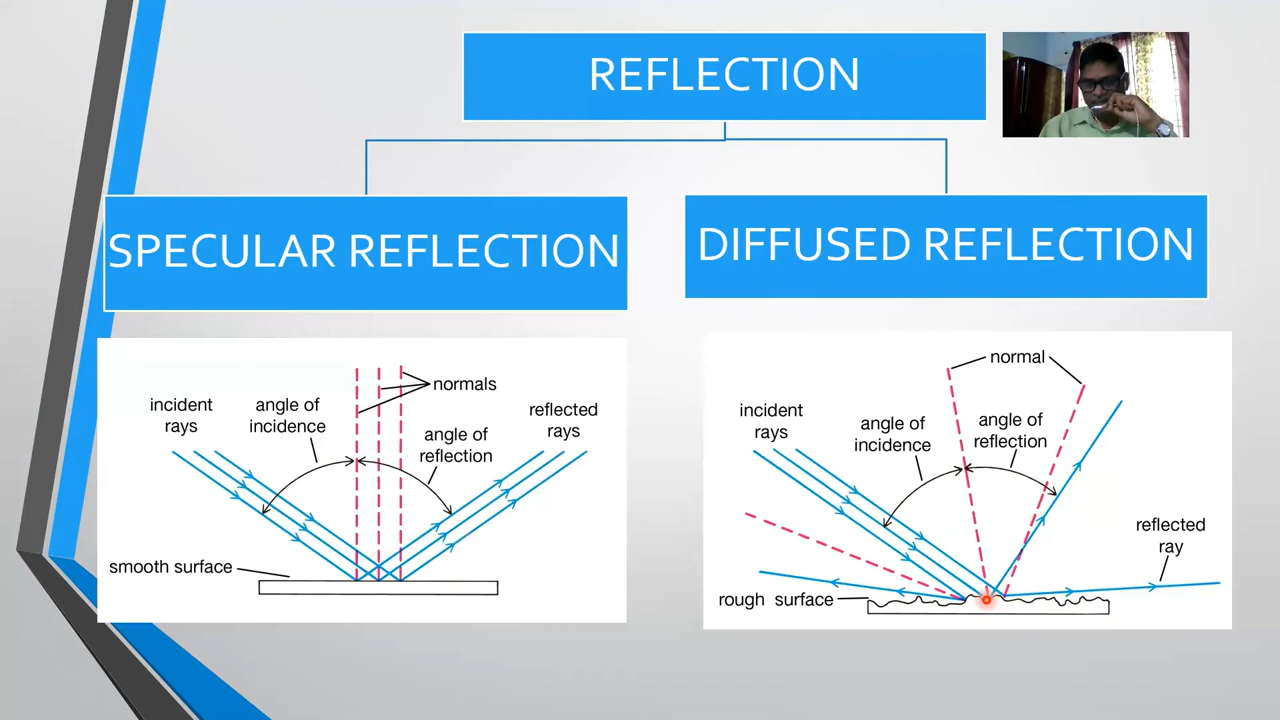 REFLECTION
SPECULAR REFLECTION
DIFFUSED REFLECTION
normals
incident
rays
angle of
incidence
angle of
reflection
reflected
rays
smooth surface
normal
incident
rays
angle of
incidence
angle of
reflection
reflected
ray
rough surface